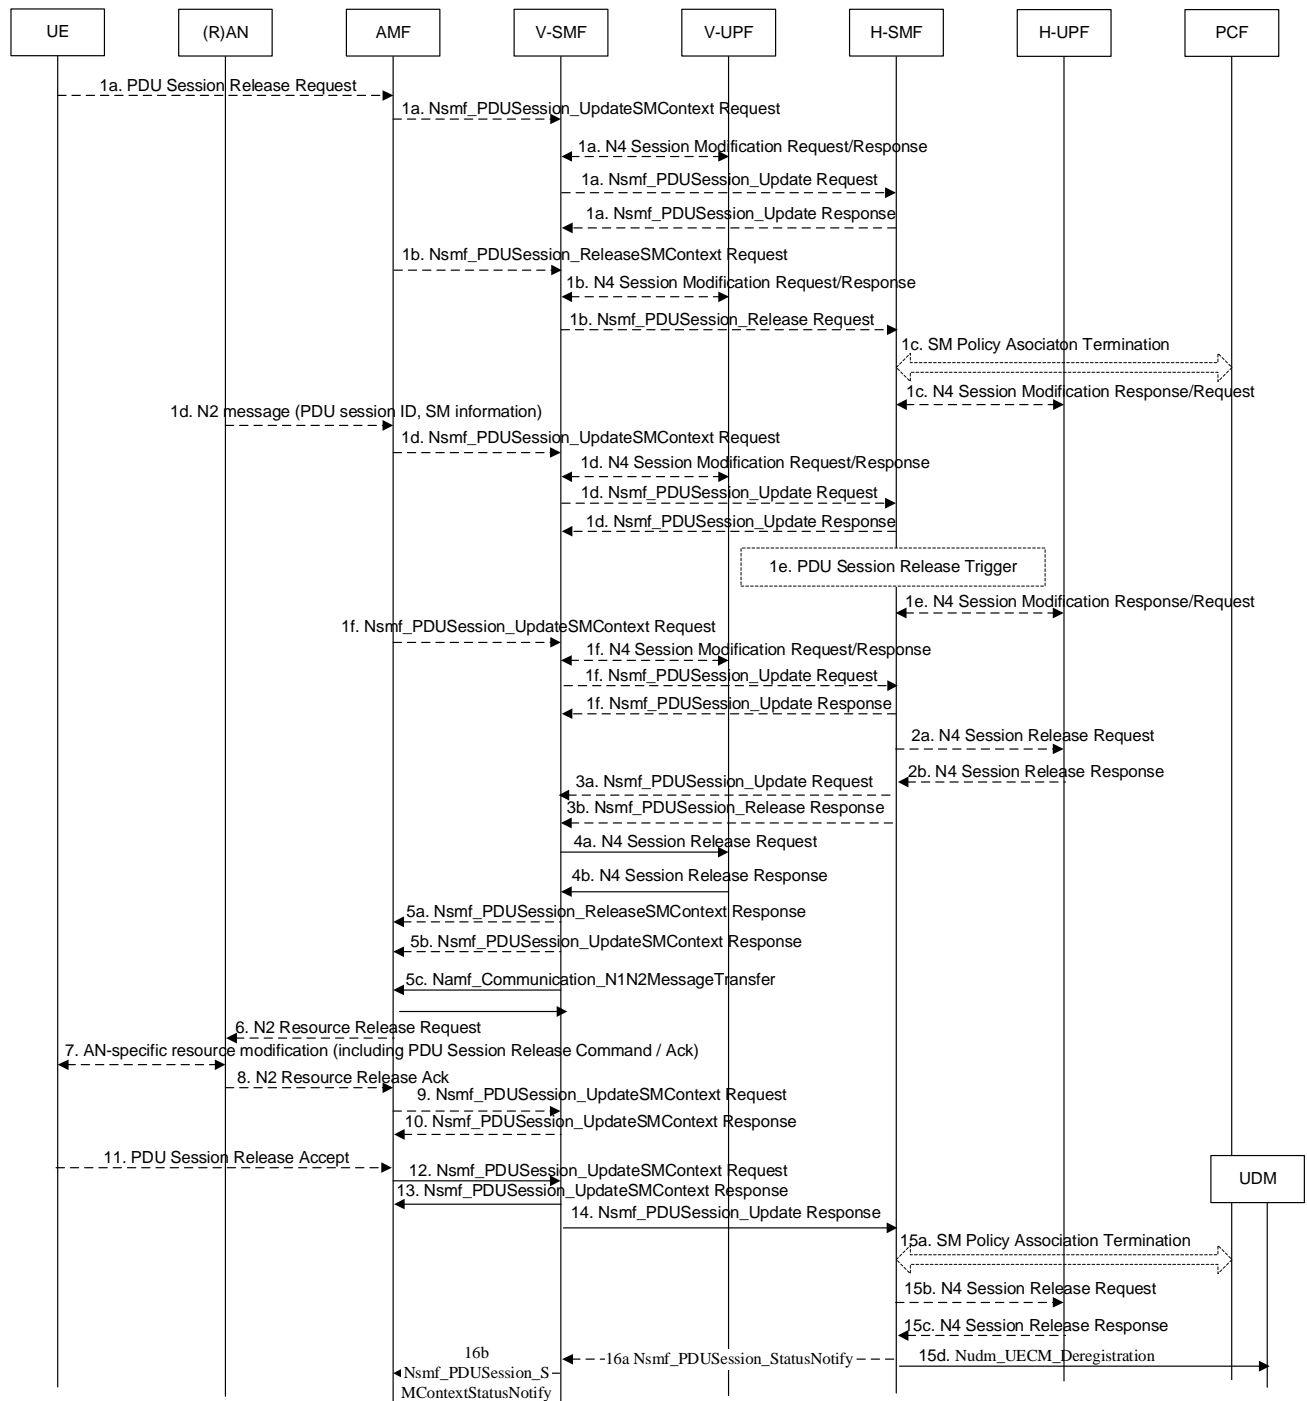 UE
(R)AN
AMF
V-SMF
V-UPF
H-SMF
H-UPF
PCF
1a. PDU Session Release Request
1a. Nsmf_PDUSession_UpdateSMContext Request
1a. N4 Session Modification Request/Response
1a. Nsmf_PDUSession_Update Request
1a. Nsmf_PDUSession_Update Response
1b. Nsmf_PDUSession_ReleaseSMContext Request
1b. N4 Session Modification Request/Response
1b. Nsmf_PDUSession_Release Request
1c. SM Policy Asociaton Termination
1c. N4 Session Modification Response/Request
1d. N2 message (PDU session ID, SM information)
1d. Nsmf_PDUSession_UpdateSMContext Request
1d. N4 Session Modification Request/Response
1d. Nsmf_PDUSession_Update Request
1d. Nsmf_PDUSession_Update Response
1e. PDU Session Release Trigger
1e. N4 Session Modification Response/Request
1f. Nsmf_PDUSession_UpdateSMContext Request
1f. N4 Session Modification Request/Response
1f. Nsmf_PDUSession_Update Request
1f. Nsmf_PDUSession_Update Response
2a. N4 Session Release Request
2b. N4 Session Release Response
3a. Nsmf_PDUSession_Update Request
3b. Nsmf_PDUSession_Release Response
4a. N4 Session Release Request
4b. N4 Session Release Response
5a. Nsmf_PDUSession_ReleaseSMContext Response
5b. Nsmf_PDUSession_UpdateSMContext Response
5c. Namf_Communication_N1N2MessageTransfer
6. N2 Resource Release Request
7. AN-specific resource modification (including PDU Session Release Command / Ack)
8. N2 Resource Release Ack
9. Nsmf_PDUSession_UpdateSMContext Request
10. Nsmf_PDUSession_UpdateSMContext Response
11. PDU Session Release Accept
12. Nsmf_PDUSession_UpdateSMContext Request
UDM
13. Nsmf_PDUSession_UpdateSMContext Response
14. Nsmf_PDUSession_Update Response
15a. SM Policy Association Termination
15b. N4 Session Release Request
15c. N4 Session Release Response
16a Nsmf_PDUSession_StatusNotify
15d. Nudm_UECM_Deregistration
16b
Nsmf_PDUSession_S
MContextStatusNotify